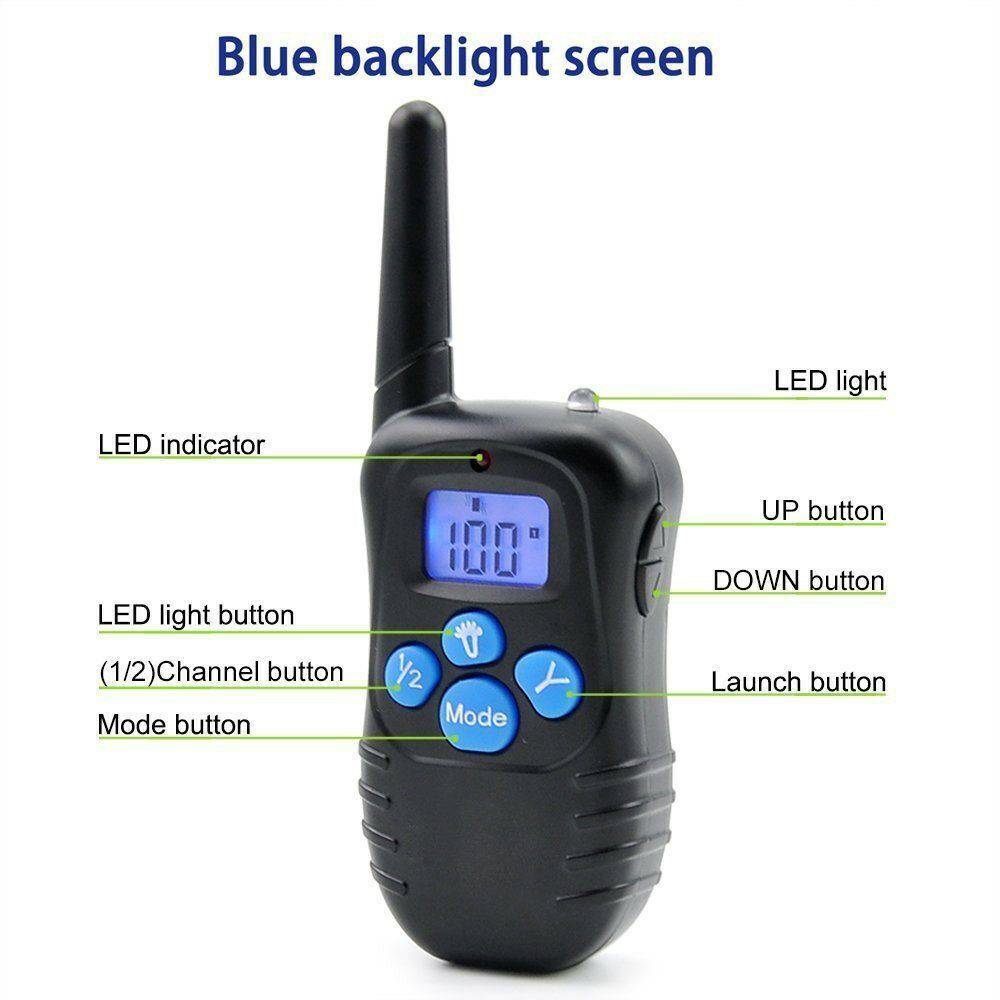 Blue backlight screen
LED light
LED indicator
UP button
100
1
DOWN button
LED light button
(1/2)Channel button
1/2
Launch button
Mode button
Mode